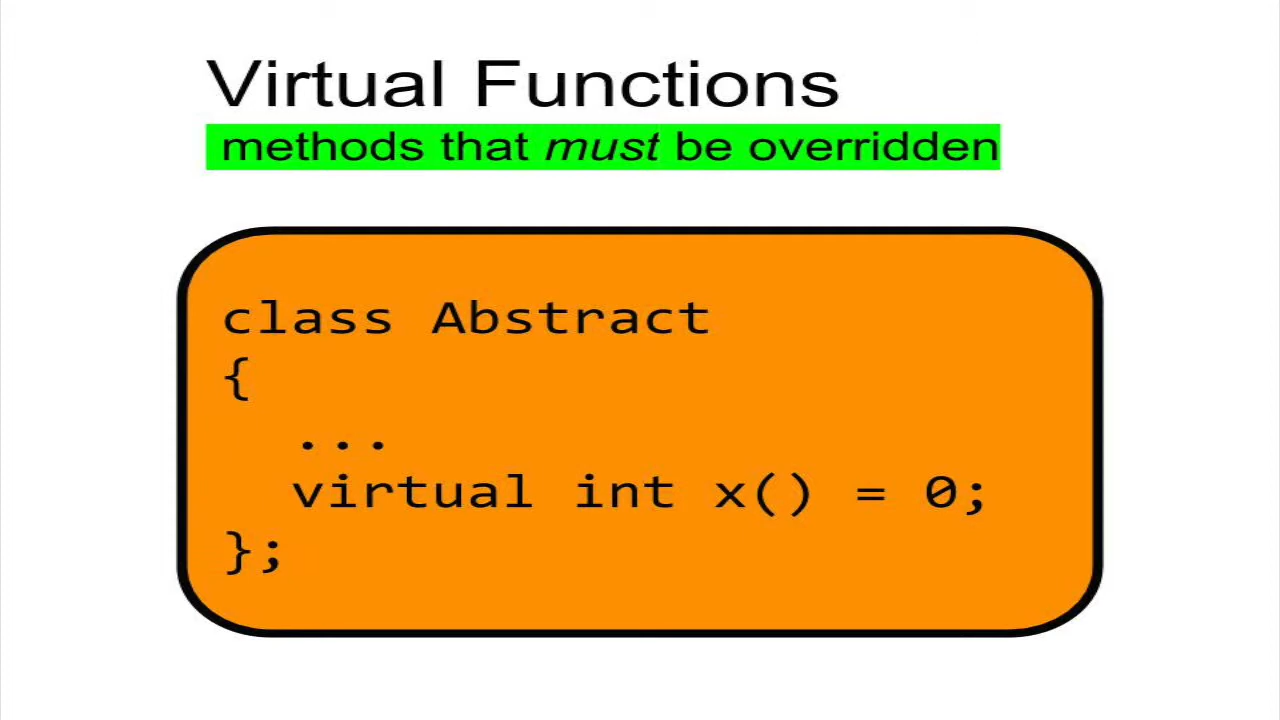 Virtual Functions
methods that must be overridden
class Abstract
{
...
virtual int x() = 0;
};